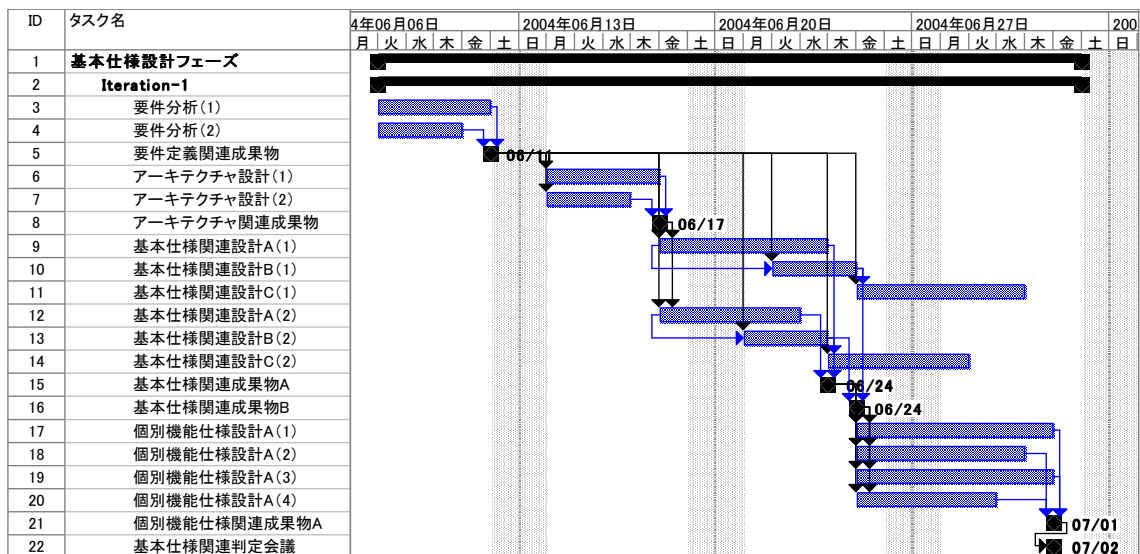 ID タスク名 4年06月06日 2004年06月13日 2004年06月20日 2004年06月27日 200
月 火 水 木 金 土 日 月 火 水 木 金 土 日 月 火 水 木 金 土 日 月 火 水 木 金 土 日
1 基本仕様設計フェーズ
2 Iteration-1
3 要件分析(1)
4 要件分析(2)
5 要件定義関連成果物 06/11
6 アーキテクチャ設計(1)
7 アーキテクチャ設計(2)
8 アーキテクチャ関連成果物 06/17
9 基本仕様関連設計A(1)
10 基本仕様関連設計B(1)
11 基本仕様関連設計C(1)
12 基本仕様関連設計A(2)
13 基本仕様関連設計B(2)
14 基本仕様関連設計C(2)
15 基本仕様関連成果物A 06/24
16 基本仕様関連成果物B 06/24
17 個別機能仕様設計A(1)
18 個別機能仕様設計A(2)
19 個別機能仕様設計A(3)
20 個別機能仕様設計A(4)
21 個別機能仕様関連成果物A 07/01
22 基本仕様関連判定会議 07/02